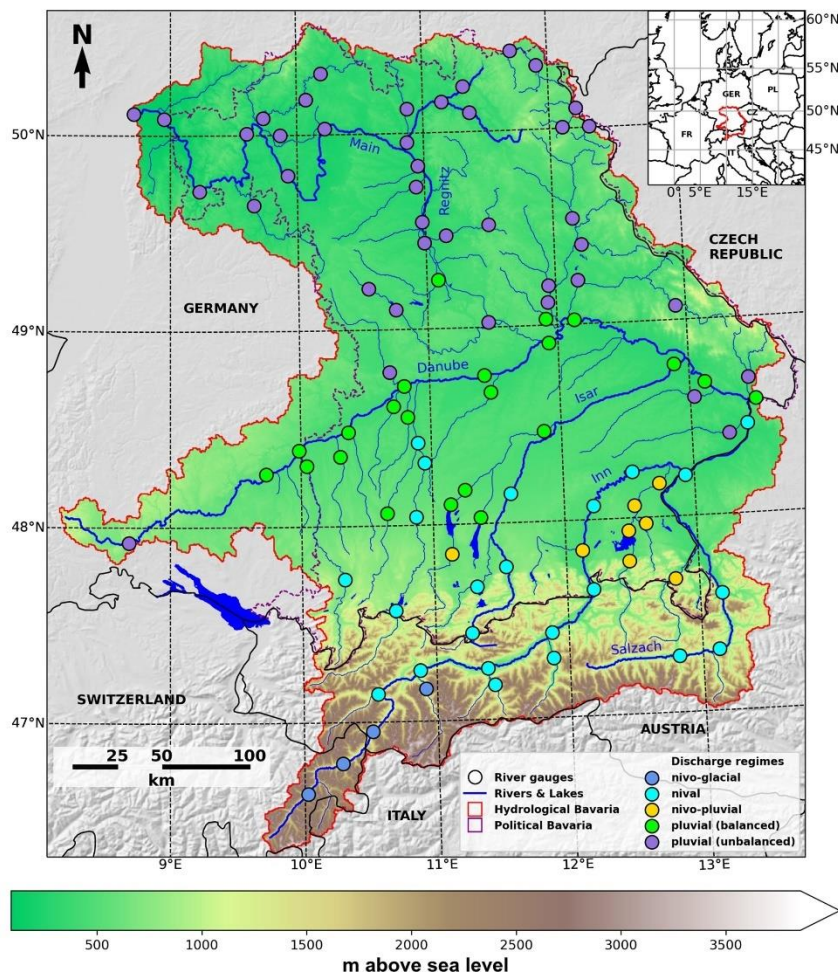 N
60°N
55°N
50°N
45°N
GER
PL
CZ
FR
IT
0°
5°E
15°E
50°N
49°N
48°N
47°N
Main
Regnitz
CZECH
REPUBLIC
GERMANY
Danube
Isar
Inn
Salzach
SWITZERLAND
AUSTRIA
ITALY
25 50 100
km
River gauges
Rivers & Lakes
Hydrological Bavaria
Political Bavaria
Discharge regimes
nivo-glacial
nival
nivo-pluvial
pluvial (balanced)
pluvial (unbalanced)
9°E 10°E 11°E 12°E 13°E
500 1000 1500 2000 2500 3000 3500
m above sea level